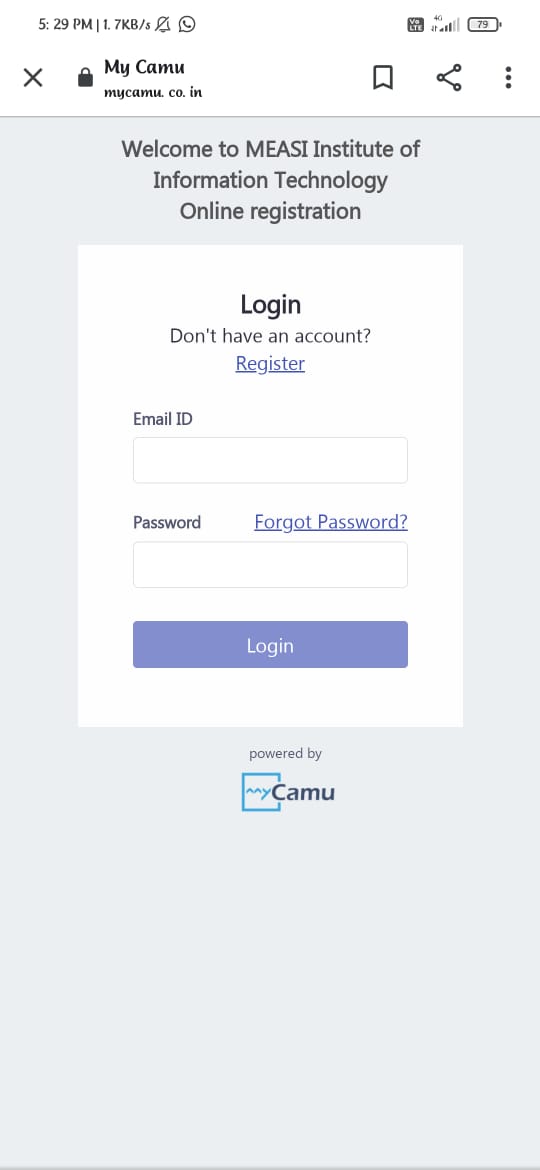 5: 29 PM | 1. 7KB/s
Vo LTE 4G 79
My Camu
mycamu. co. in
Welcome to MEASI Institute of
Information Technology
Online registration
Login
Don't have an account?
Register
Email ID
Password Forgot Password?
Login
powered by
myCamu